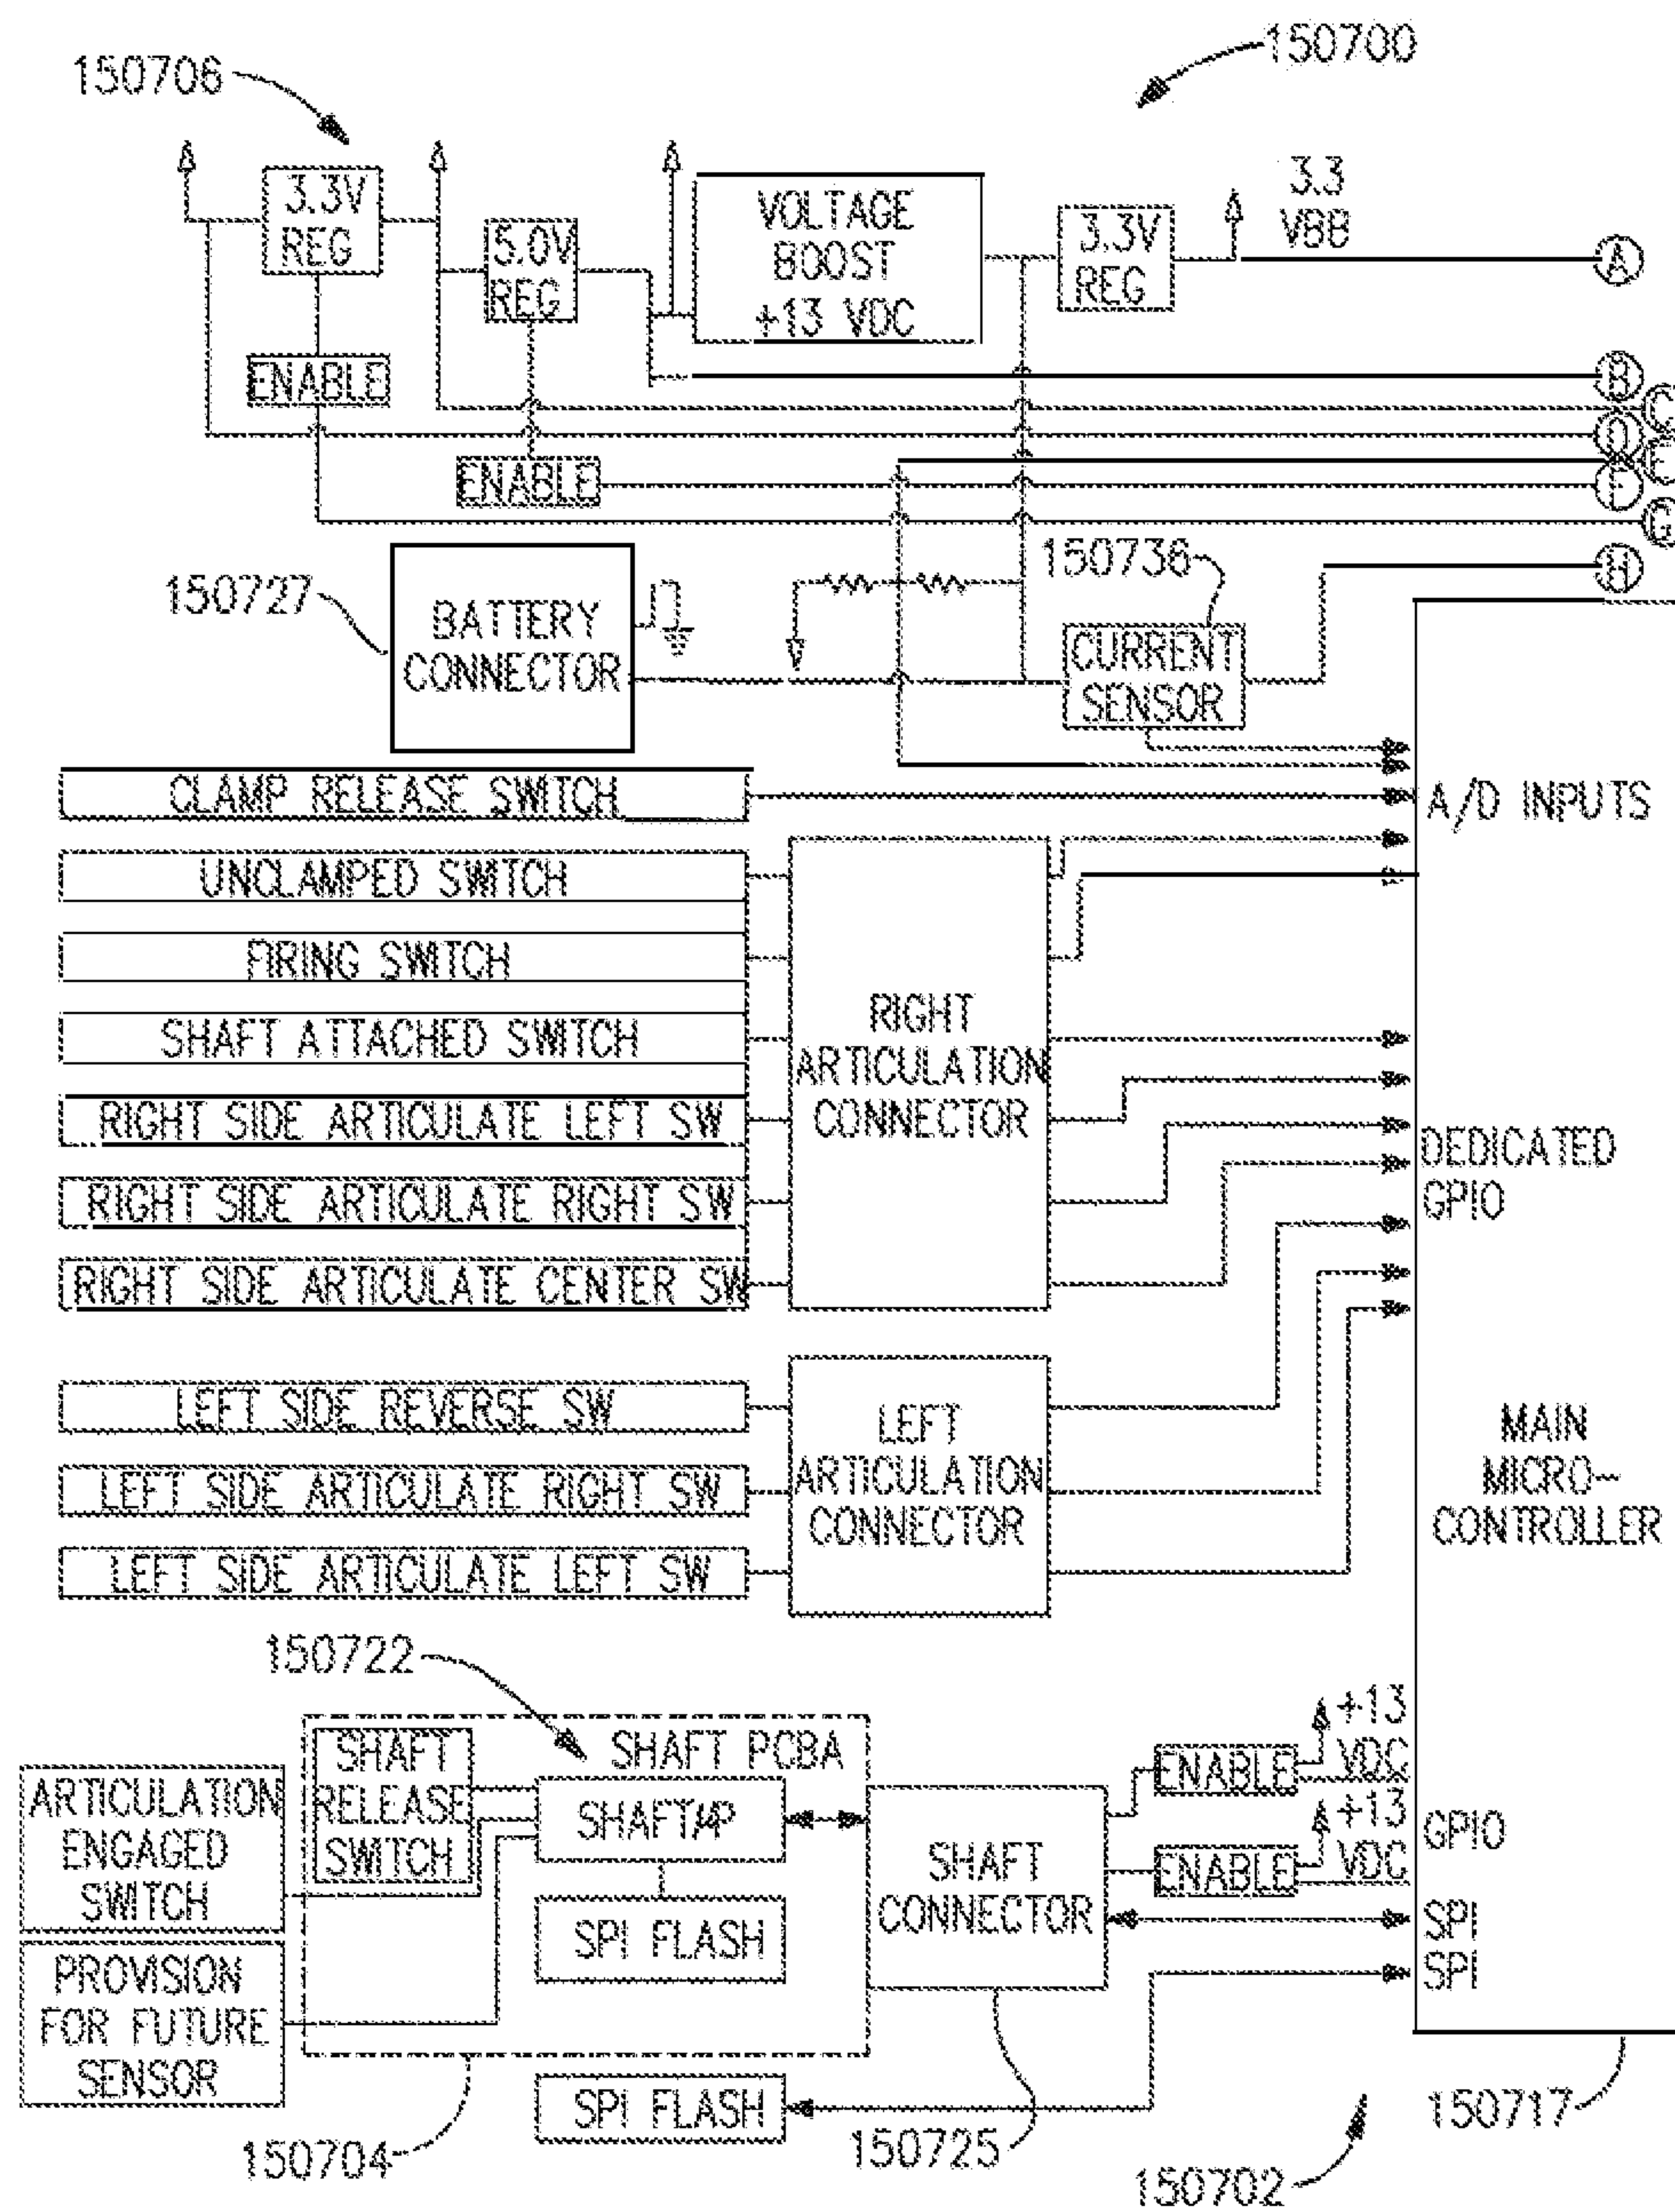 150706
150700
3.3V
REG
5.0V
REG
VOLTAGE
BOOST
+13 VDC
3.3V
REG
3.3
VBB
A
ENABLE
B
C
D
E
ENABLE
F
G
150727
BATTERY
CONNECTOR
150736
H
CURRENT
SENSOR
CLAMP RELEASE SWITCH
A/D INPUTS
UNCLAMPED SWITCH
FIRING SWITCH
SHAFT ATTACHED SWITCH
RIGHT SIDE ARTICULATE LEFT SW
RIGHT SIDE ARTICULATE RIGHT SW
RIGHT SIDE ARTICULATE CENTER SW
RIGHT
ARTICULATION
CONNECTOR
DEDICATED
GPIO
LEFT SIDE REVERSE SW
LEFT SIDE ARTICULATE RIGHT SW
LEFT SIDE ARTICULATE LEFT SW
LEFT
ARTICULATION
CONNECTOR
MAIN
MICRO-
CONTROLLER
150722
SHAFT
RELEASE
SWITCH
SHAFT PCBA
SHAFT μP
SPI FLASH
ARTICULATION
ENGAGED
SWITCH
PROVISION
FOR FUTURE
SENSOR
SHAFT
CONNECTOR
ENABLE
+13
VDC
ENABLE
+13
VDC
GPIO
SPI
SPI
SPI FLASH
150704
150725
150702
150717